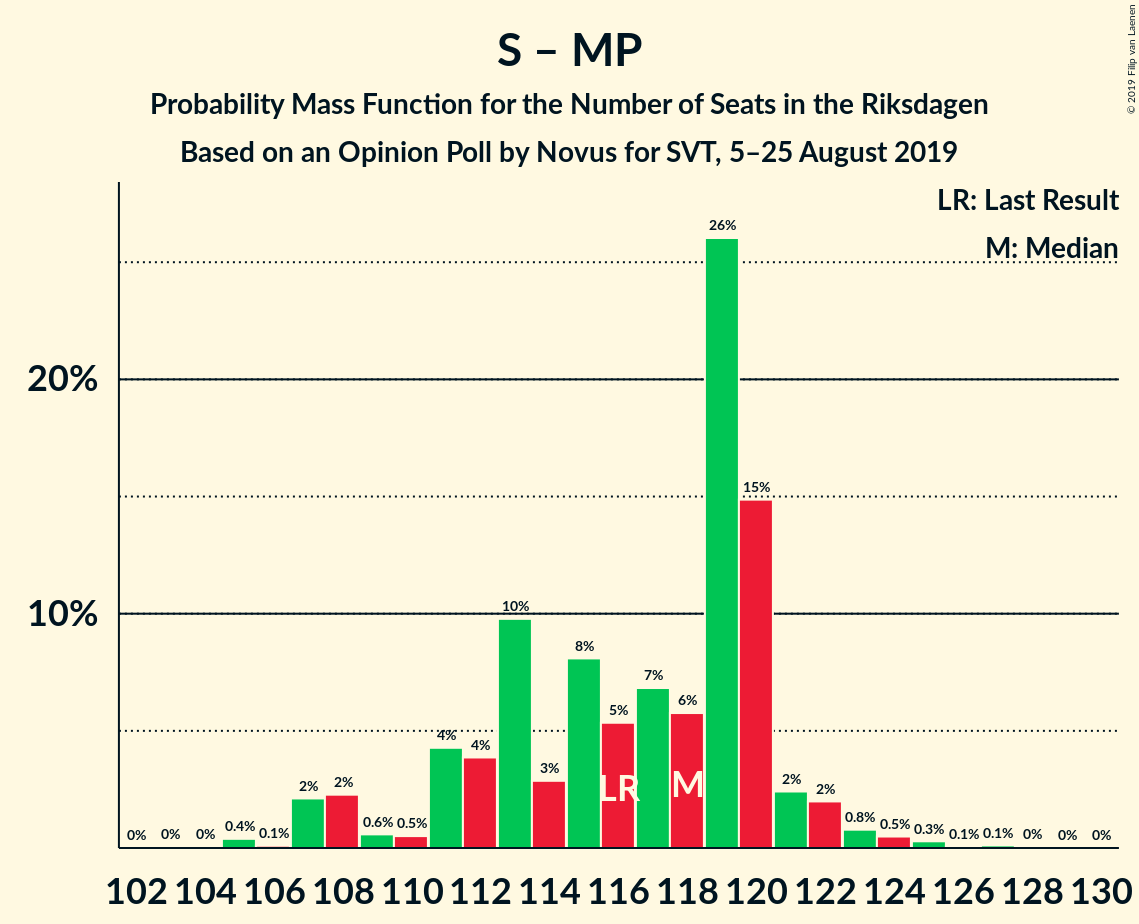 © 2019 Filip van Laenen
S – MP
Probability Mass Function for the Number of Seats in the Riksdagen
Based on an Opinion Poll by Novus for SVT, 5–25 August 2019
LR: Last Result
M: Median
20%
10%
0% 0% 0% 0.4% 0.1% 2% 2% 0.6% 0.5% 4% 4% 10% 3% 8% 5% 7% 6% 26% 15% 2% 2% 0.8% 0.5% 0.3% 0.1% 0.1% 0% 0% 0%
LR M
102 104 106 108 110 112 114 116 118 120 122 124 126 128 130